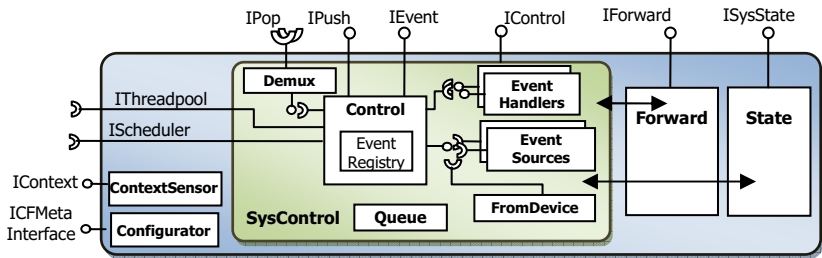 IPop IPush IEvent IControl IForward ISysState
Demux
Event
Handlers
IThreadpool
Control
Forward State
IScheduler
Event
Registry
Event
Sources
IContext
ContextSensor
FromDevice
ICFMeta
Interface
Configurator
SysControl
Queue